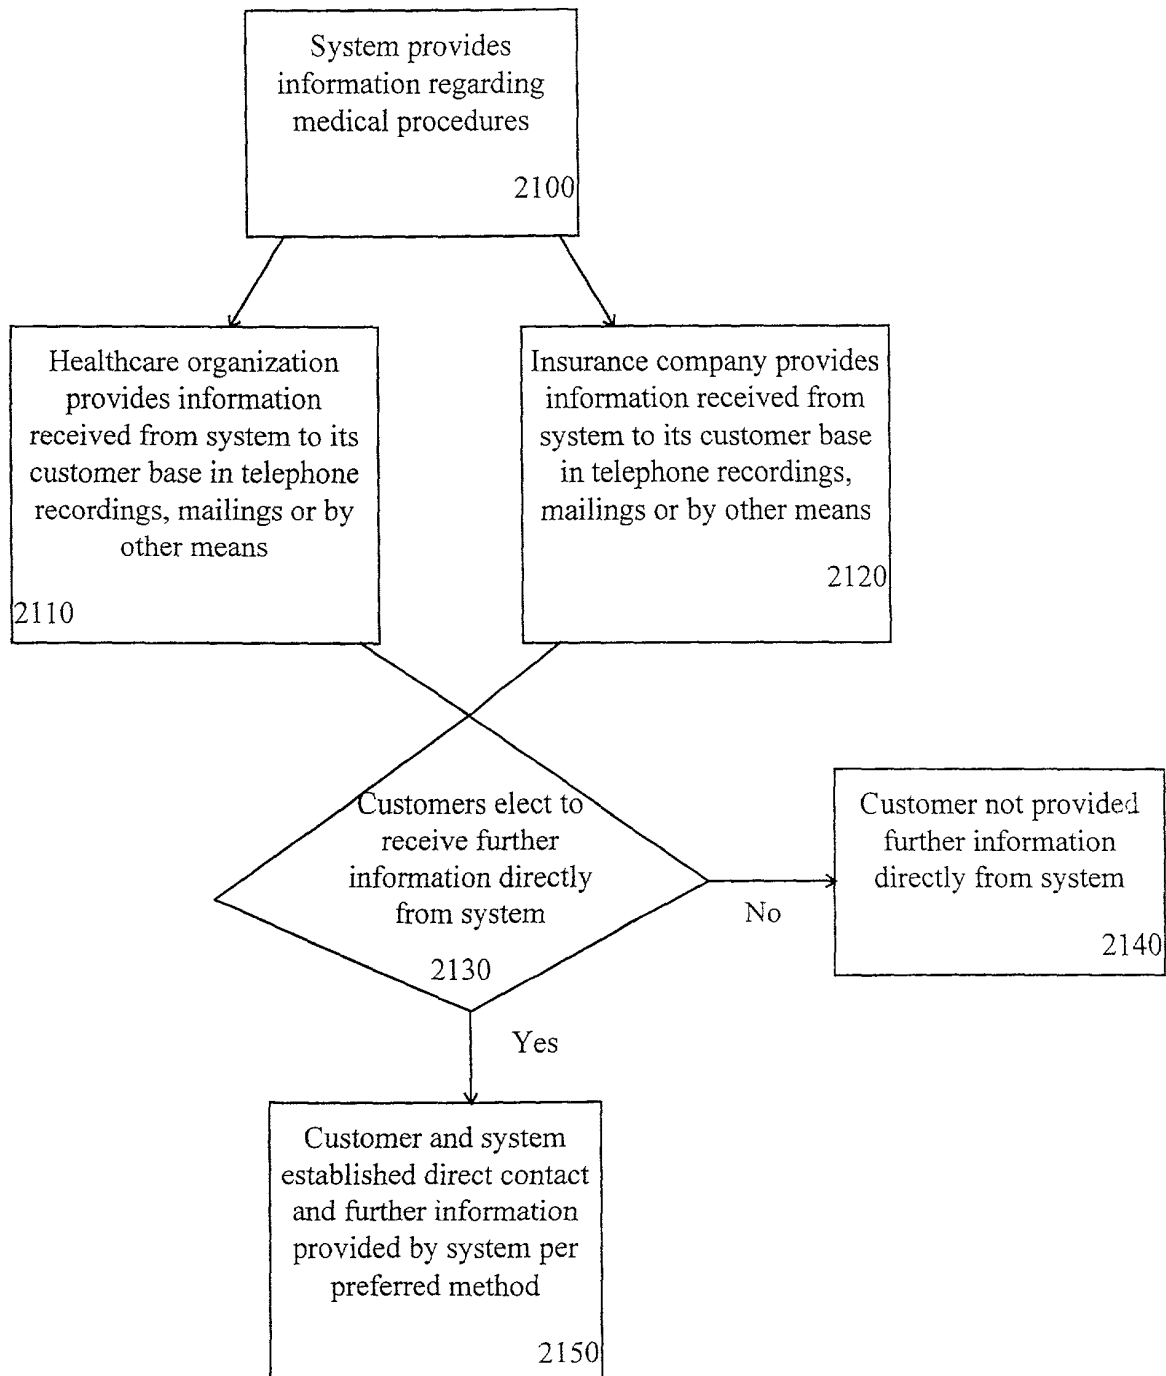 System provides
information regarding
medical procedures
2100
Healthcare organization
provides information
received from system to its
customer base in telephone
recordings, mailings or by
other means
2110
Insurance company provides
information received from
system to its customer base
in telephone recordings,
mailings or by other means
2120
Customers elect to
receive further
information directly
from system
2130
No
Customer not provided
further information
directly from system
2140
Yes
Customer and system
established direct contact
and further information
provided by system per
preferred method
2150